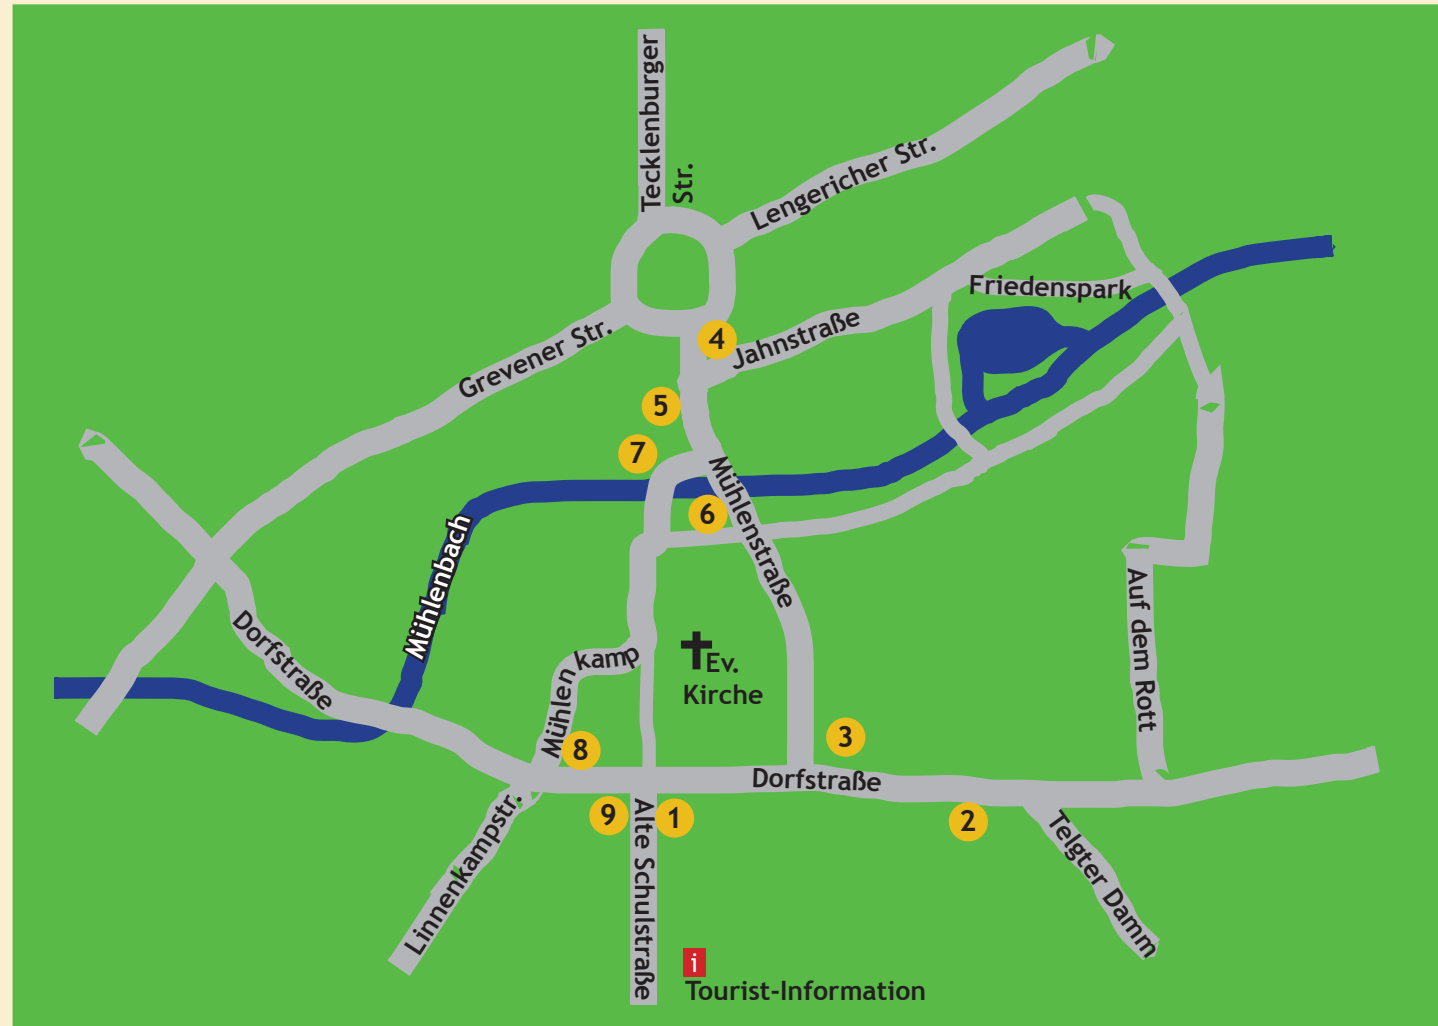 Tecklenburger
Str.
Lengericher Str.
Friedenspark
Jahnstraße
4
Grevener Str.
5
7
Mühlenstraße
6
Mühlenbach
Auf dem Rott
Dorfstraße
Mühlen kamp
Ev.
Kirche
8
3
Dorfstraße
9
1
2
Linnenkampstr.
Alte Schulstraße
Telgter Damm
i
Tourist-Information